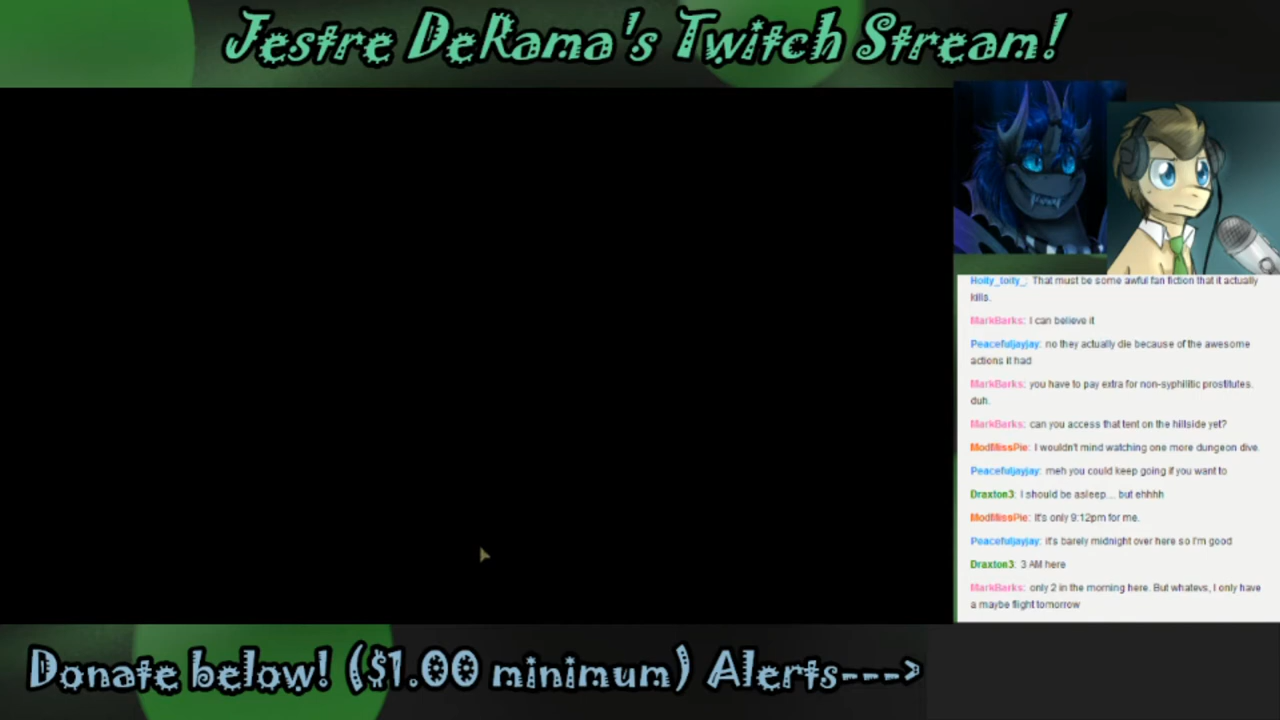 Jestre DeRama's Twitch Stream!
Holly_tolly_: That must be some awful fan fiction that it actually
kills.
MarkBarks: I can believe it
Peacefuljayjay: no they actually die because of the awesome
actions it had
MarkBarks: you have to pay extra for non-syphilitic prostitutes.
duh.
MarkBarks: can you access that tent on the hillside yet?
ModMissPie: I wouldn't mind watching one more dungeon dive.
Peacefuljayjay: meh you could keep going if you want to
Draxton3: I should be asleep.... but ehhhh
ModMissPie: It's only 9:12pm for me.
Peacefuljayjay: it's barely midnight over here so I'm good
Draxton3: 3 AM here
MarkBarks: only 2 in the morning here. But whatevs, I only have
a maybe flight tomorrow
Donate below! ($1.00 minimum) Alerts--->